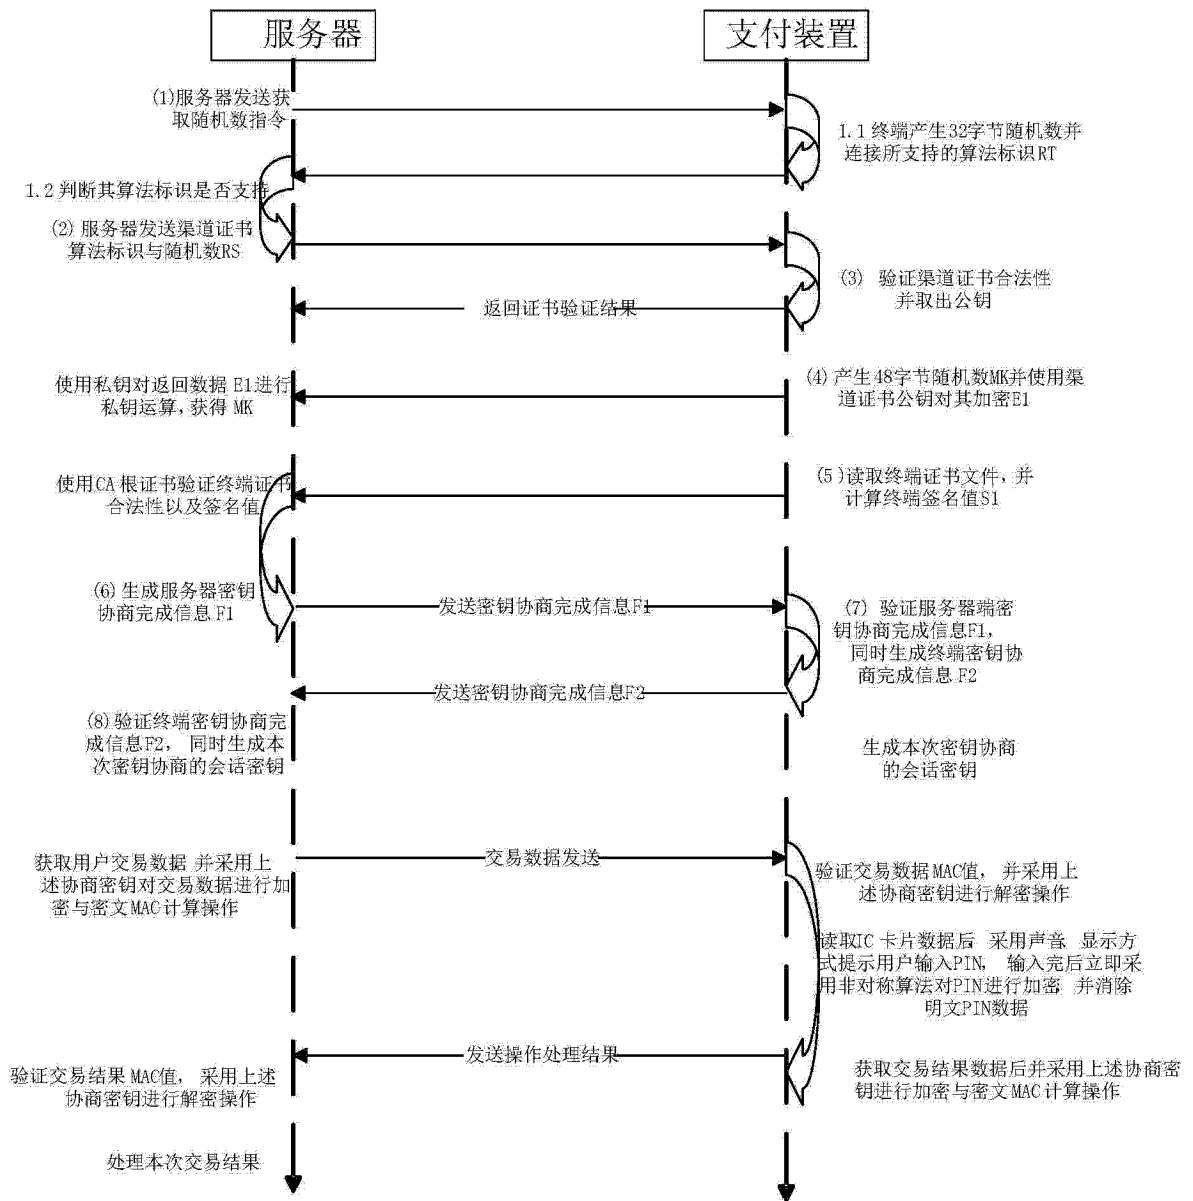 服务器
支付装置
(1)服务器发送获
取随机数指令
1.1 终端产生32字节随机数并
连接所支持的算法标识RT
1.2 判断其算法标识是否支持
(2) 服务器发送渠道证书
算法标识与随机数RS
(3) 验证渠道证书合法性
并取出公钥
返回证书验证结果
使用私钥对返回数据 E1进行
私钥运算,获得 MK
(4)产生48字节随机数MK并使用渠
道证书公钥对其加密E1
使用CA 根证书验证终端证书
合法性以及签名值
(5)读取终端证书文件,并
计算终端签名值S1
(6) 生成服务器密钥
协商完成信息 F1
发送密钥协商完成信息F1
(7) 验证服务器端密
钥协商完成信息F1,
同时生成终端密钥协
商完成信息 F2
发送密钥协商完成信息F2
(8)验证终端密钥协商完
成信息F2, 同时生成本
次密钥协商的会话密钥
生成本次密钥协商
的会话密钥
获取用户交易数据 并采用上
述协商密钥对交易数据进行加
密与密文MAC计算操作
交易数据发送
验证交易数据 MAC值, 并采用上
述协商密钥进行解密操作
读取IC 卡片数据后 采用声音 显示方
式提示用户输入PIN, 输入完后立即采
用非对称算法对PIN进行加密 并消除
明文PIN数据
发送操作处理结果
验证交易结果 MAC值, 采用上述
协商密钥进行解密操作
获取交易结果数据后并采用上述协商密
钥进行加密与密文MAC 计算操作
处理本次交易结果